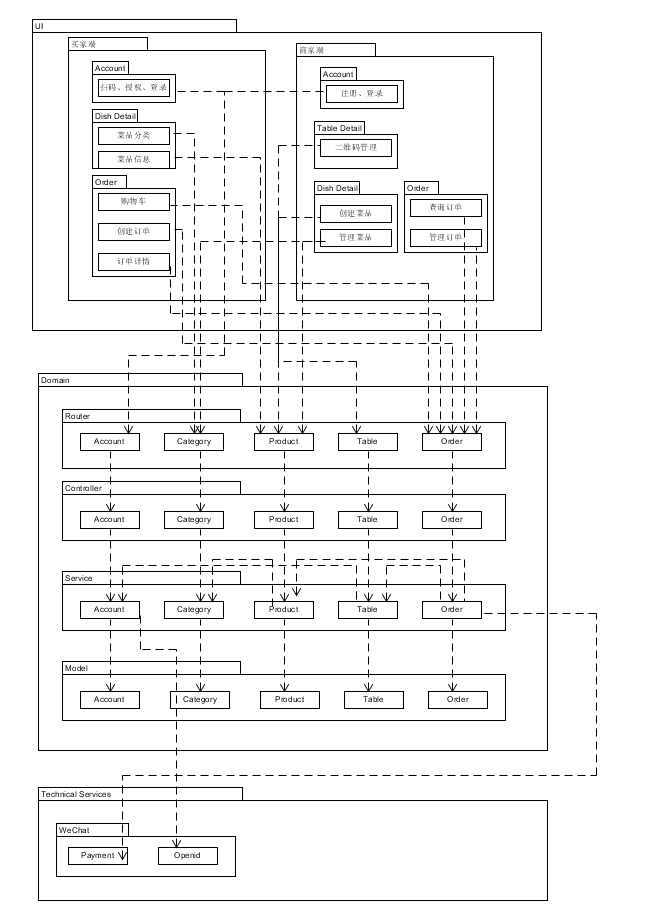 UI
买家端
Account
扫码、授权、登录
Dish Detail
菜品分类
菜品信息
Order
购物车
创建订单
订单详情
商家端
Account
注册、登录
Table Detail
二维码管理
Dish Detail
创建菜品
管理菜品
Order
查询订单
管理订单
Domain
Router
Account
Category
Product
Table
Order
Controller
Account
Category
Product
Table
Order
Service
Account
Category
Product
Table
Order
Model
Account
Category
Product
Table
Order
Technical Services
WeChat
Payment
Openid